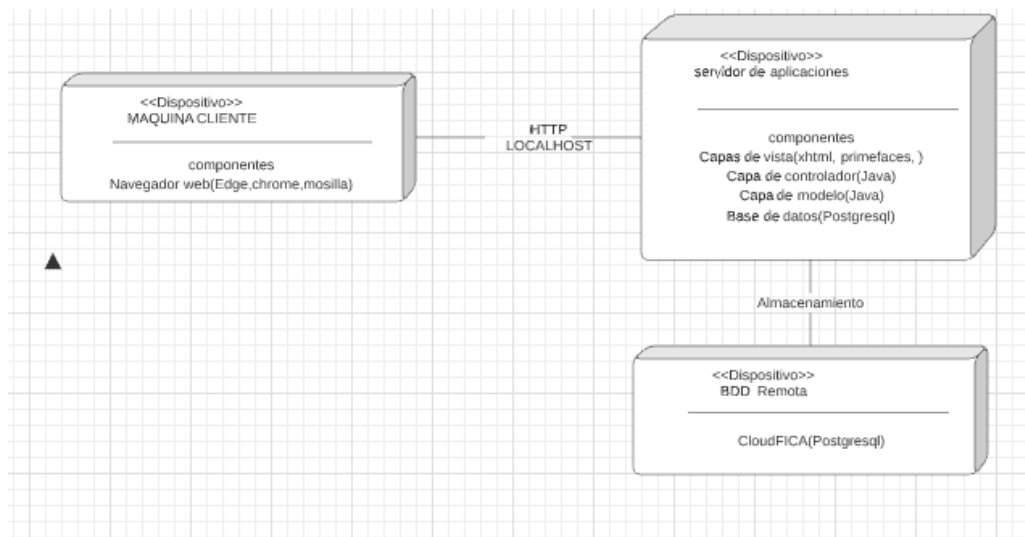 <<Dispositivo>>
MAQUINA CLIENTE
componentes
Navegador web(Edge,chrome,mosilla)
HTTP
LOCALHOST
<<Dispositivo>>
servidor de aplicaciones
componentes
Capas de vista(xhtml, primefaces, )
Capa de controlador(Java)
Capa de modelo(Java)
Base de datos(Postgresql)
Almacenamiento
<<Dispositivo>>
BDD Remota
CloudFICA(Postgresql)